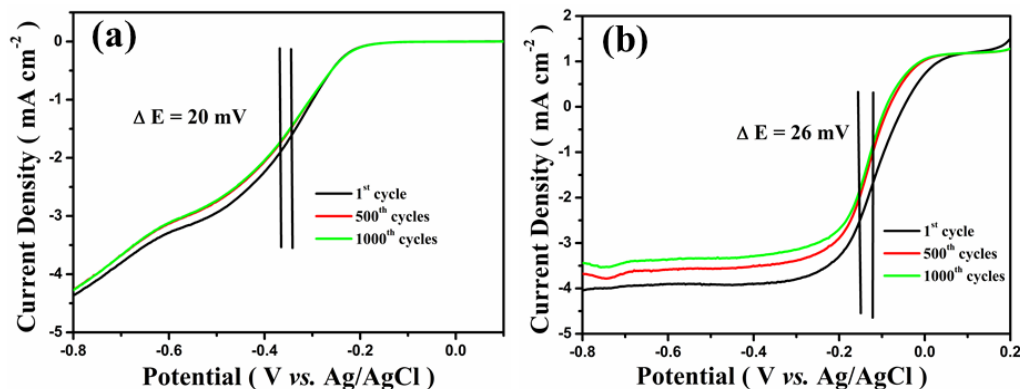 (a)
Δ E = 20 mV
1st cycle
500th cycles
1000th cycles
0
-1
-2
-3
-4
-5
-0.8
-0.6
-0.4
-0.2
0.0
Current Density ( mA cm-2 )
Potential ( V vs. Ag/AgCl )
(b)
Δ E = 26 mV
1st cycle
500th cycles
1000th cycles
2
1
0
-1
-2
-3
-4
-5
-0.8
-0.6
-0.4
-0.2
0.0
0.2
Current Density ( mA cm-2 )
Potential ( V vs. Ag/AgCl )